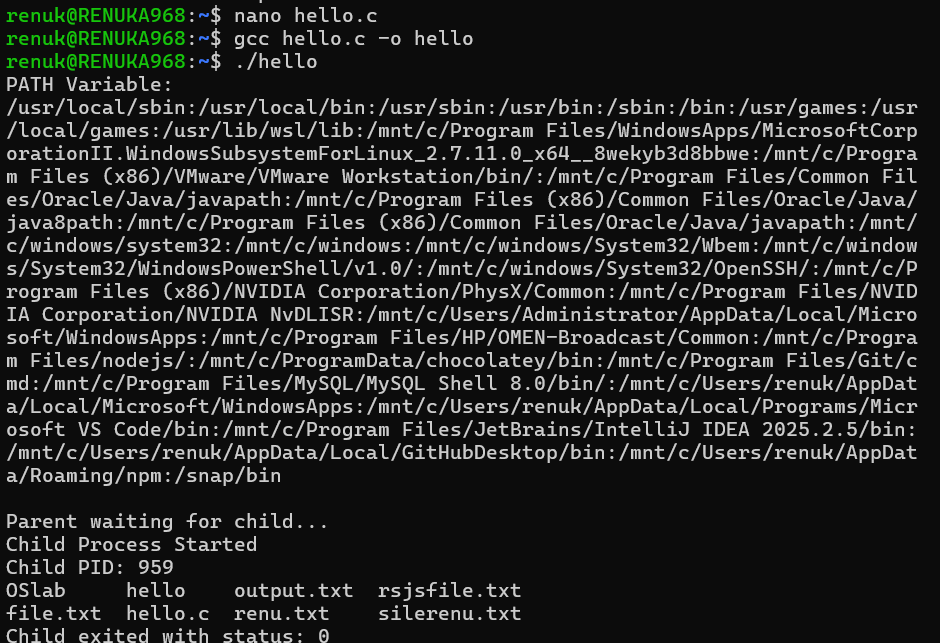 renuk@RENUKA968:~$ nano hello.c
renuk@RENUKA968:~$ gcc hello.c -o hello
renuk@RENUKA968:~$ ./hello
PATH Variable:
/usr/local/sbin:/usr/local/bin:/usr/sbin:/usr/bin:/sbin:/bin:/usr/games:/usr
/local/games:/usr/lib/wsl/lib:/mnt/c/Program Files/WindowsApps/MicrosoftCorp
orationII.WindowsSubsystemForLinux_2.7.11.0_x64__8wekyb3d8bbwe:/mnt/c/Progra
m Files (x86)/VMware/VMware Workstation/bin/:/mnt/c/Program Files/Common Fil
es/Oracle/Java/javapath:/mnt/c/Program Files (x86)/Common Files/Oracle/Java/
java8path:/mnt/c/Program Files (x86)/Common Files/Oracle/Java/javapath:/mnt/
c/windows/system32:/mnt/c/windows:/mnt/c/windows/System32/Wbem:/mnt/c/window
s/System32/WindowsPowerShell/v1.0/:/mnt/c/windows/System32/OpenSSH/:/mnt/c/P
rogram Files (x86)/NVIDIA Corporation/PhysX/Common:/mnt/c/Program Files/NVID
IA Corporation/NVIDIA NvDLISR:/mnt/c/Users/Administrator/AppData/Local/Micro
soft/WindowsApps:/mnt/c/Program Files/HP/OMEN-Broadcast/Common:/mnt/c/Progra
m Files/nodejs/:/mnt/c/ProgramData/chocolatey/bin:/mnt/c/Program Files/Git/c
md:/mnt/c/Program Files/MySQL/MySQL Shell 8.0/bin/:/mnt/c/Users/renuk/AppDat
a/Local/Microsoft/WindowsApps:/mnt/c/Users/renuk/AppData/Local/Programs/Micr
osoft VS Code/bin:/mnt/c/Program Files/JetBrains/IntelliJ IDEA 2025.2.5/bin:
/mnt/c/Users/renuk/AppData/Local/GitHubDesktop/bin:/mnt/c/Users/renuk/AppDat
a/Roaming/npm:/snap/bin
Parent waiting for child...
Child Process Started
Child PID: 959
OSlab     hello    output.txt  rsjsfile.txt
file.txt  hello.c  renu.txt    silerenu.txt
Child exited with status: 0